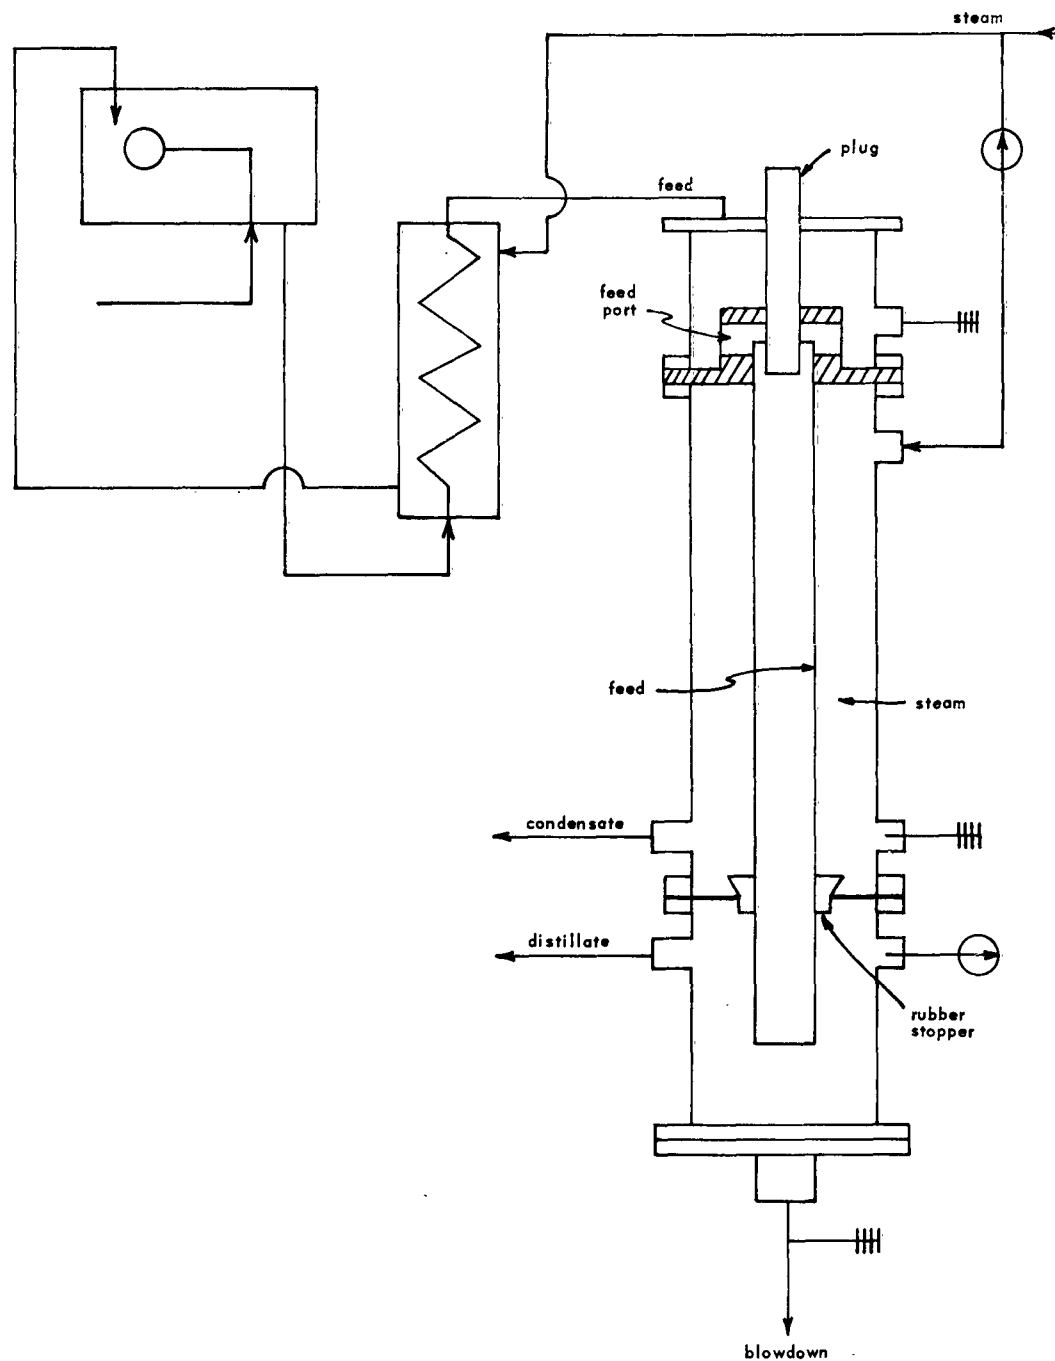 steam
plug
feed
feed
port
feed
steam
condensate
distillate
rubber
stopper
blowdown